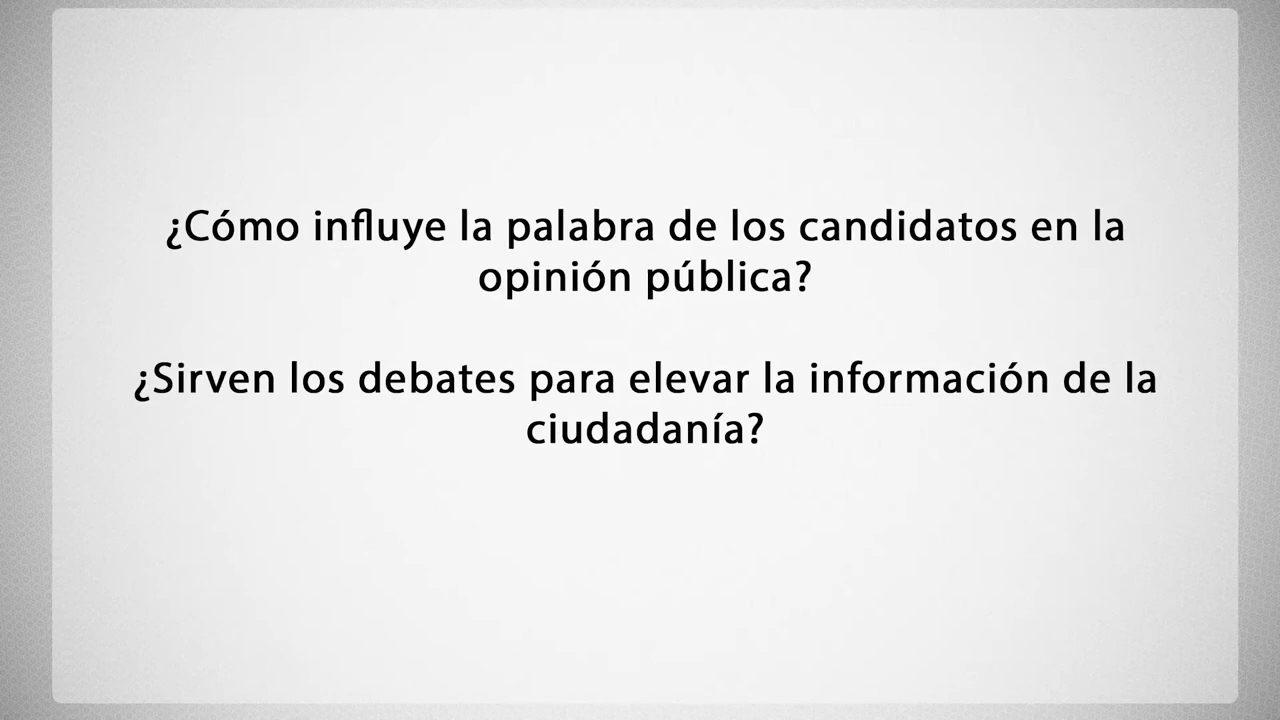 ¿Cómo influye la palabra de los candidatos en la
opinión pública?
¿Sirven los debates para elevar la información de la
ciudadanía?